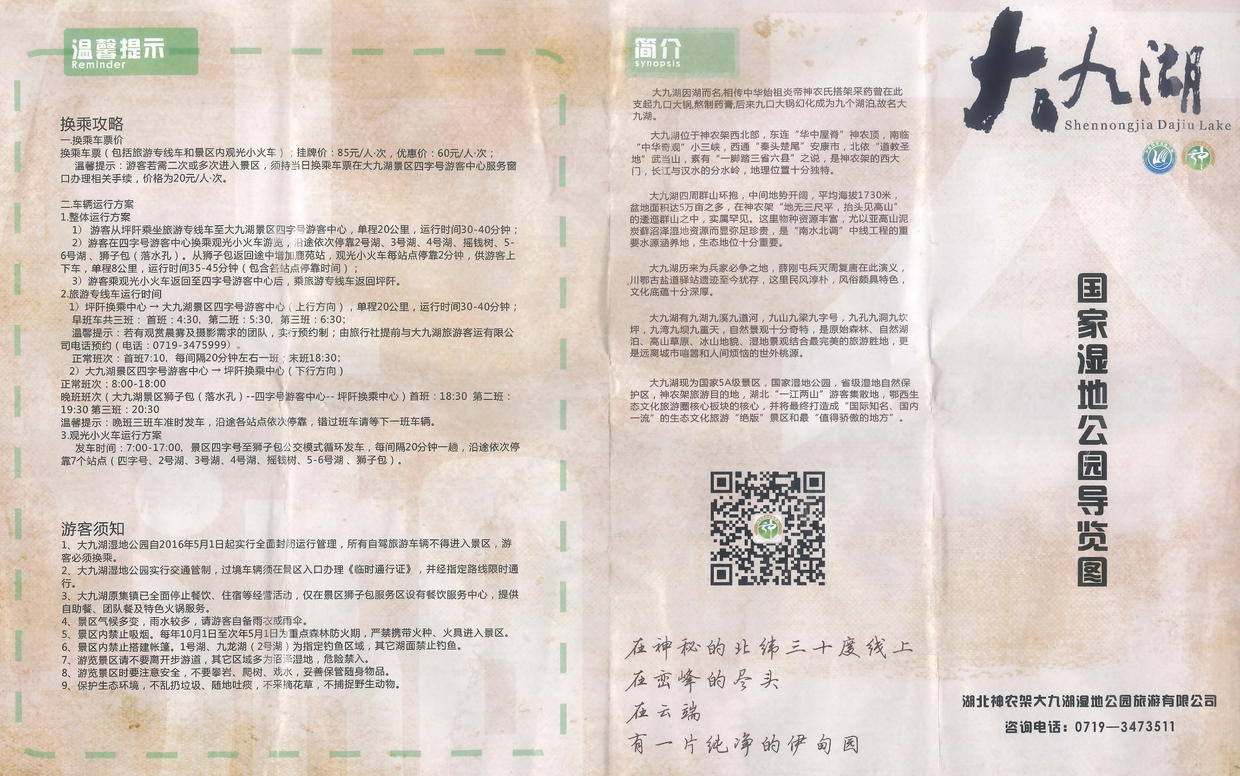 温馨提示
Reminder
换乘攻略
一.换乘车票价
换乘车票（包括旅游专线车和景区内观光小火车）；挂牌价：85元/人·次，优惠价：60元/人·次；
温馨提示：游客若需二次或多次进入景区，须持当日换乘车票在大九湖景区四字号游客中心服务窗
口办理相关手续，价格为20元/人·次。
二.车辆运行方案
1.整体运行方案
1） 游客从坪阡乘坐旅游专线车至大九湖景区四字号游客中心，单程20公里，运行时间30-40分钟；
2）游客在四字号游客中心换乘观光小火车游览，沿途依次停靠2号湖、3号湖、4号湖、摇钱树、5-
6号湖 、狮子包（落水孔）。从狮子包返回途中增加鹿苑站，观光小火车每站点停靠2分钟，供游客上
下车，单程8公里，运行时间35-45分钟（包含各站点停靠时间）；
3）游客乘观光小火车返回至四字号游客中心后，乘旅游专线车返回坪阡。
2.旅游专线车运行时间
1）坪阡换乘中心 → 大九湖景区四字号游客中心（上行方向），单程20公里，运行时间30-40分钟；
早班车共三班： 首班：4:30，第二班：5:30，第三班：6:30；
温馨提示：若有观赏晨雾及摄影需求的团队，实行预约制；由旅行社提前与大九湖旅游客运有限公
司电话预约（电话：0719-3475999）。
正常班次：首班7:10，每间隔20分钟左右一班；末班18:30；
2）大九湖景区四字号游客中心 → 坪阡换乘中心（下行方向）
正常班次：8:00-18:00
晚班班次（大九湖景区狮子包（落水孔）--四字号游客中心-- 坪阡换乘中心）首班：18:30 第二班：
19:30 第三班：20:30
温馨提示：晚班三班车准时发车，沿途各站点依次停靠，错过班车请等下一班车辆。
3.观光小火车运行方案
发车时间：7:00-17:00，景区四字号至狮子包公交模式循环发车，每间隔20分钟一趟，沿途依次停
靠7个站点（四字号、2号湖、3号湖、4号湖、摇钱树、5-6号湖 、狮子包）。
游客须知
1、大九湖湿地公园自2016年5月1日起实行全面封闭运行管理，所有自驾旅游车辆不得进入景区，游
客必须换乘。
2、大九湖湿地公园实行交通管制，过境车辆须在景区入口办理《临时通行证》，并经指定路线限时通
行。
3、大九湖原集镇已全面停止餐饮、住宿等经营活动，仅在景区狮子包服务区设有餐饮服务中心，提供
自助餐、团队餐及特色火锅服务。
4、景区气候多变，雨水较多，请游客自备雨衣或雨伞。
5、景区内禁止吸烟。每年10月1日至次年5月1日为重点森林防火期，严禁携带火种、火具进入景区。
6、景区内禁止搭建帐篷。1号湖、九龙湖（2号湖）为指定钓鱼区域，其它湖面禁止钓鱼。
7、游览景区请不要离开步游道，其它区域多为沼泽湿地，危险禁入。
8、游览景区时要注意安全，不要攀岩、爬树、戏水，妥善保管随身物品。
9、保护生态环境，不乱扔垃圾、随地吐痰，不采摘花草，不捕捉野生动物。
简介
synopsis
大九湖因湖而名,相传中华始祖炎帝神农氏搭架采药曾在此
支起九口大锅,熬制药膏,后来九口大锅幻化成为九个湖泊,故名大
九湖。
大九湖位于神农架西北部，东连“华中屋脊”神农顶，南临
“中华奇观”小三峡，西通“秦头楚尾”安康市，北依“道教圣
地”武当山，素有“一脚踏三省六县”之说，是神农架的西大
门，长江与汉水的分水岭，地理位置十分独特。
大九湖四周群山环抱，中间地势开阔，平均海拔1730米，
盆地面积达5万亩之多，在神农架“地无三尺平，抬头见高山”
的逶迤群山之中，实属罕见。这里物种资源丰富，尤以亚高山泥
炭藓沼泽湿地资源而显弥足珍贵，是“南水北调”中线工程的重
要水源涵养地，生态地位十分重要。
大九湖历来为兵家必争之地，薛刚屯兵灭周复唐在此演义，
川鄂古盐道驿站遗迹至今犹存，这里民风淳朴，风俗颇具特色，
文化底蕴十分深厚。
大九湖有九湖九溪九道河，九山九梁九字号，九孔九洞九坎
坪，九湾九坝九重天，自然景观十分奇特，是原始森林、自然湖
泊、高山草原、冰山地貌、湿地景观结合最完美的旅游胜地，更
是远离城市喧嚣和人间烦恼的世外桃源。
大九湖现为国家5A级景区，国家湿地公园，省级湿地自然保
护区，神农架旅游目的地，湖北“一江两山”游客集散地，鄂西生
态文化旅游圈核心板块的核心，并将最终打造成“国际知名、国内
一流”的生态文化旅游“绝版”景区和最“值得骄傲的地方”。
在神秘的北纬三十度线上
在峦峰的尽头
在云端
有一片纯净的伊甸园
大九湖
Shennongjia Dajiu Lake
国家湿地公园导览图
湖北神农架大九湖湿地公园旅游有限公司
咨询电话：0719—3473511